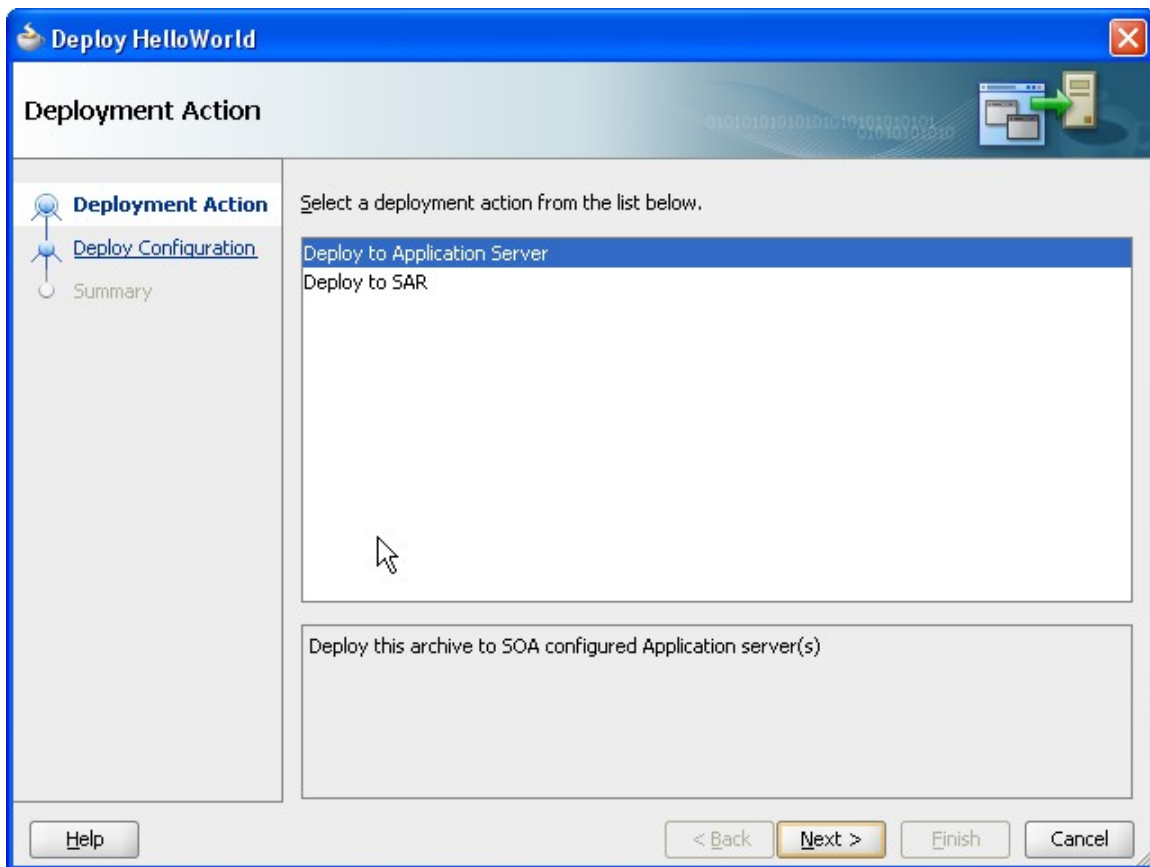 Deploy HelloWorld
Deployment Action
Deployment Action
Deploy Configuration
Summary
Select a deployment action from the list below.
Deploy to Application Server
Deploy to SAR
Deploy this archive to SOA configured Application server(s)
Help
< Back
Next >
Finish
Cancel